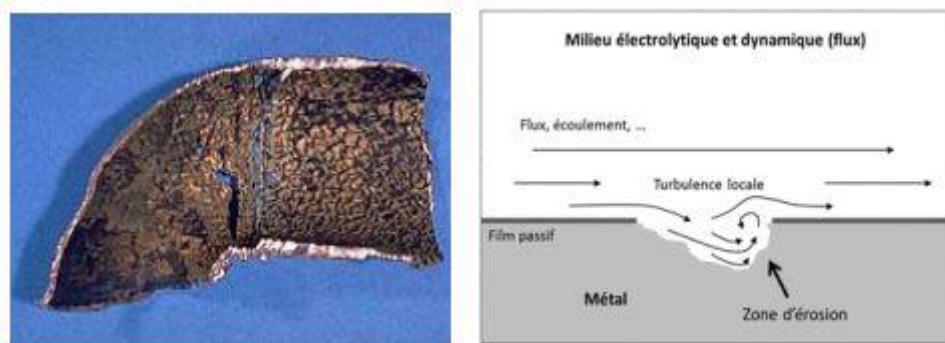 Milieu électrolytique et dynamique (flux)
Flux, écoulement, ...
Turbulence locale
Film passif
Métal
Zone d'érosion